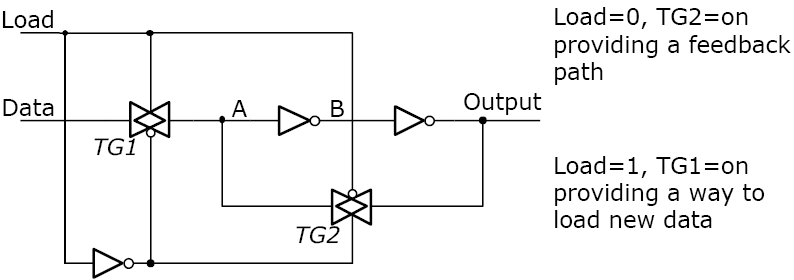 Load
Data
A
B
Output
TG1
TG2
Load=0, TG2=on
providing a feedback
path
Load=1, TG1=on
providing a way to
load new data